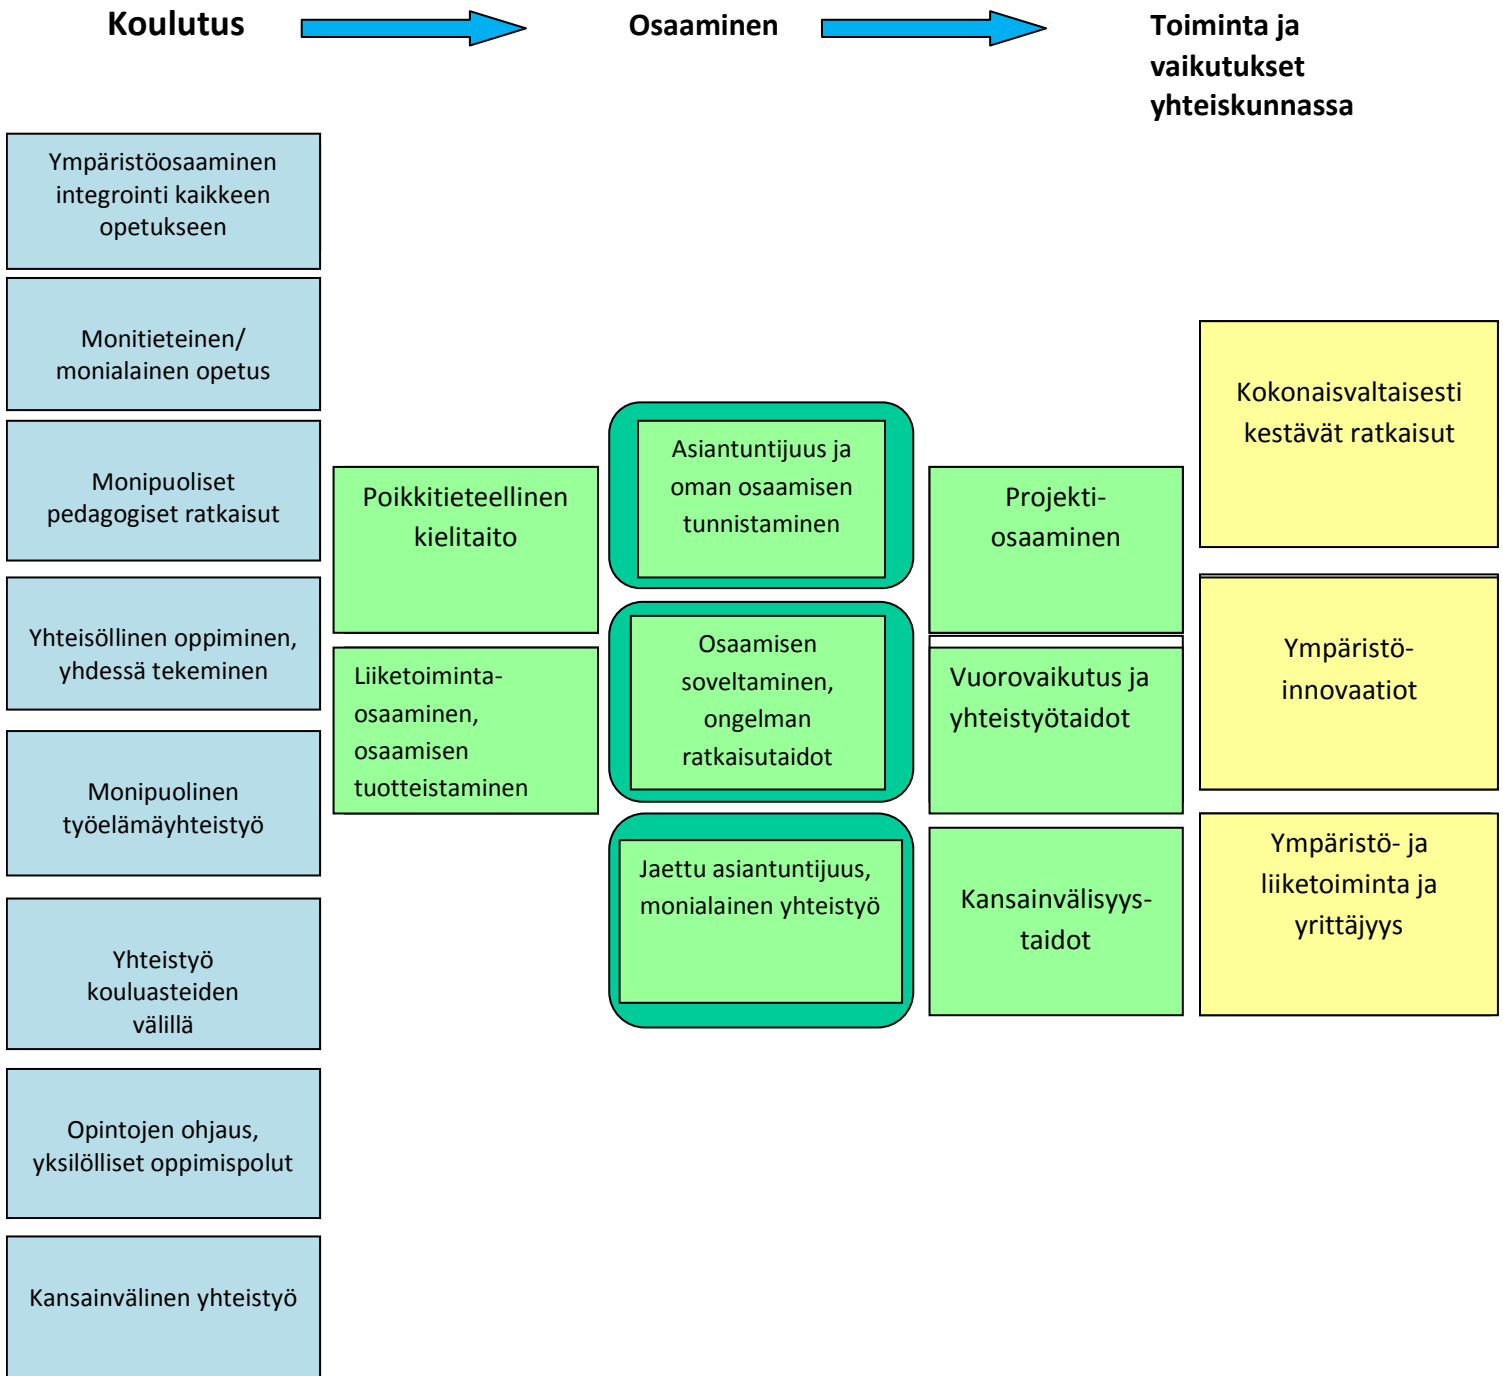 Koulutus
Osaaminen
Toiminta ja
vaikutukset
yhteiskunnassa
Ympäristöosaaminen
integrointi kaikkeen
opetukseen
Monitieteinen/
monialainen opetus
Monipuoliset
pedagogiset ratkaisut
Yhteisöllinen oppiminen,
yhdessä tekeminen
Monipuolinen
työelämäyhteistyö
Yhteistyö
kouluasteiden
välillä
Opintojen ohjaus,
yksilölliset oppimispolut
Kansainvälinen yhteistyö
Poikkitieteellinen
kielitaito
Liiketoiminta-
osaaminen,
osaamisen
tuotteistaminen
Asiantuntijuus ja
oman osaamisen
tunnistaminen
Osaamisen
soveltaminen,
ongelman
ratkaisutaidot
Jaettu asiantuntijuus,
monialainen yhteistyö
Projekti-
osaaminen
Vuorovaikutus ja
yhteistyötaidot
Kansainvälisyys-
taidot
Kokonaisvaltaisesti
kestävät ratkaisut
Ympäristö-
innovaatiot
Ympäristö- ja
liiketoiminta ja
yrittäjyys